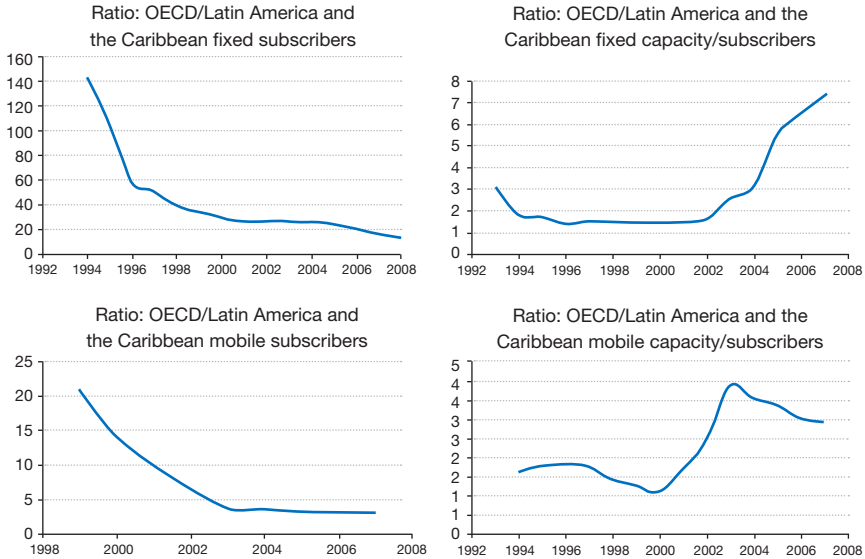 Ratio: OECD/Latin America and
the Caribbean fixed subscribers
160
140
120
100
80
60
40
20
0
1992 1994 1996 1998 2000 2002 2004 2006 2008
Ratio: OECD/Latin America and the
Caribbean fixed capacity/subscribers
8
7
6
5
4
3
2
1
0
1992 1994 1996 1998 2000 2002 2004 2006 2008
Ratio: OECD/Latin America and
the Caribbean mobile subscribers
25
20
15
10
5
0
1998 2000 2002 2004 2006 2008
Ratio: OECD/Latin America and the
Caribbean mobile capacity/subscribers
5
4
4
3
3
2
2
1
1
0
1992 1994 1996 1998 2000 2002 2004 2006 2008